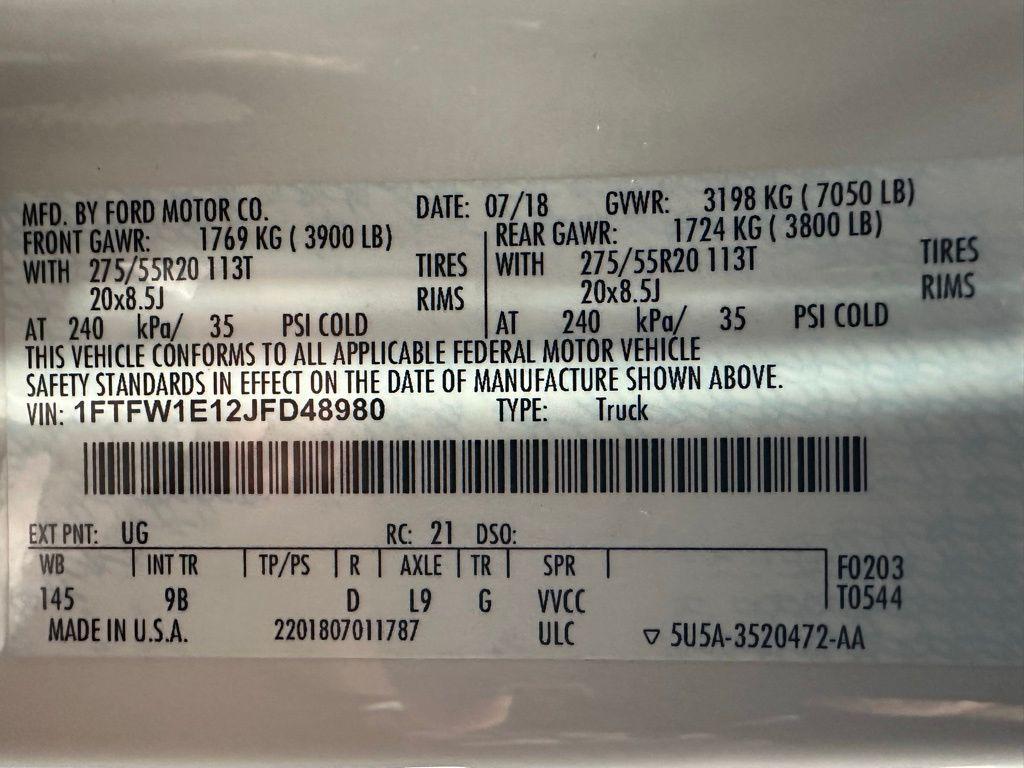 MFD. BY FORD MOTOR CO. DATE: 07/18 GVWR: 3198 KG ( 7050 LB)
FRONT GAWR: 1769 KG ( 3900 LB) REAR GAWR: 1724 KG ( 3800 LB)
WITH 275/55R20 113T TIRES WITH 275/55R20 113T TIRES
20x8.5J RIMS 20x8.5J RIMS
AT 240 kPa/ 35 PSI COLD AT 240 kPa/ 35 PSI COLD
THIS VEHICLE CONFORMS TO ALL APPLICABLE FEDERAL MOTOR VEHICLE
SAFETY STANDARDS IN EFFECT ON THE DATE OF MANUFACTURE SHOWN ABOVE.
VIN: 1FTFW1E12JFD48980 TYPE: Truck
EXT PNT: UG RC: 21 DSO:
WB INT TR TP/PS R AXLE TR SPR F0203
145 9B D L9 G VVCC T0544
MADE IN U.S.A. 2201807011787 ULC ▽ 5U5A-3520472-AA